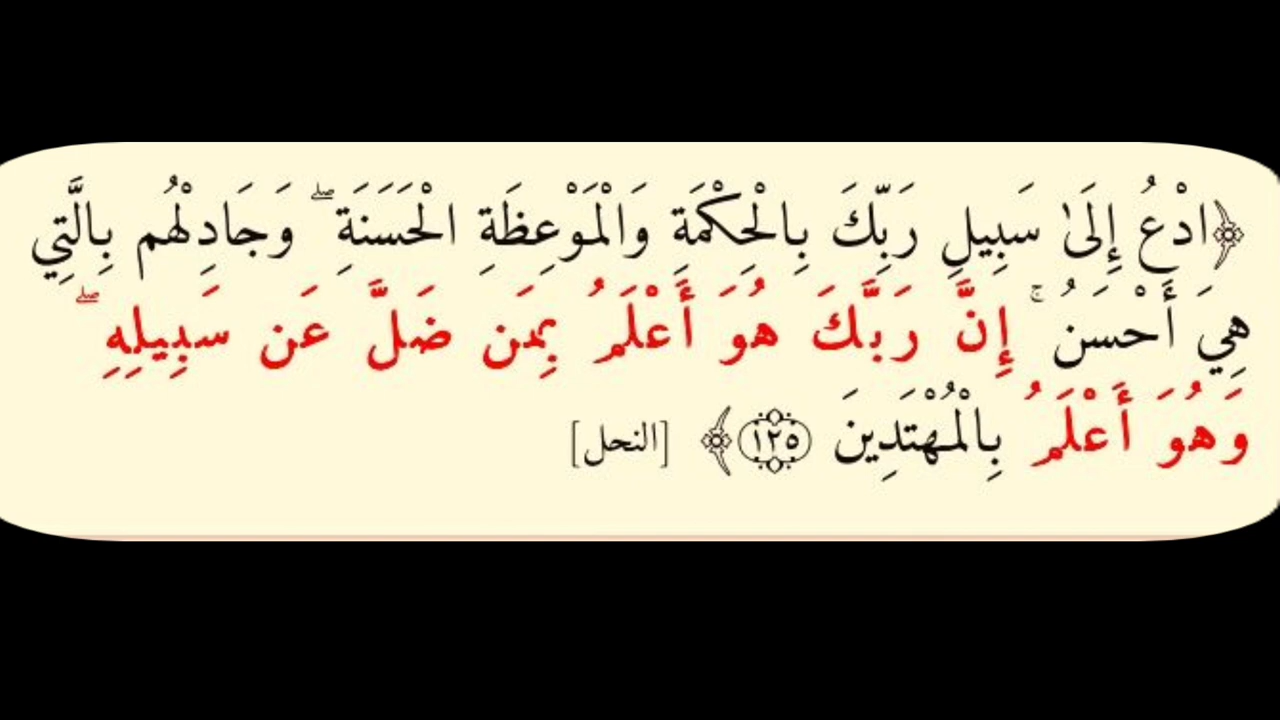 ﴿ادْعُ إِلَىٰ سَبِيلِ رَبِّكَ بِالْحِكْمَةِ وَالْمَوْعِظَةِ الْحَسَنَةِ ۖ وَجَادِلْهُم بِالَّتِي
هِيَ أَحْسَنُ ۚ إِنَّ رَبَّكَ هُوَ أَعْلَمُ بِمَن ضَلَّ عَن سَبِيلِهِ ۖ
وَهُوَ أَعْلَمُ بِالْمُهْتَدِينَ ١٢٥﴾ [النحل]